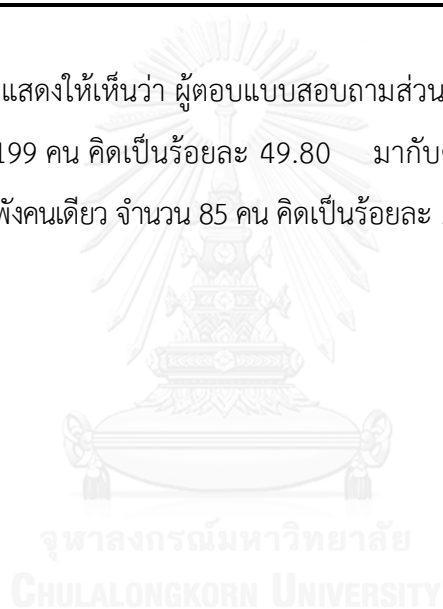 แสดงให้เห็นว่า ผู้ตอบแบบสอบถามส่วน
199 คน คิดเป็นร้อยละ 49.80 มากับ
พังคนเดียว จำนวน 85 คน คิดเป็นร้อยละ
จุฬาลงกรณ์มหาวิทยาลัย
CHULALONGKORN UNIVERSITY